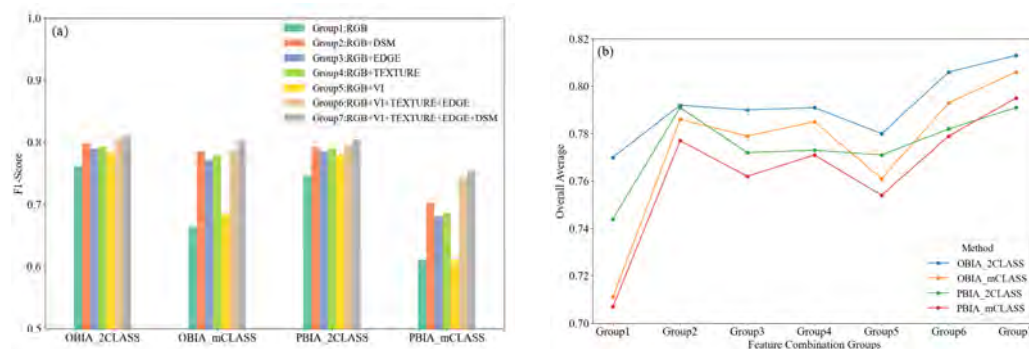 (a)
Group1:RGB
Group2:RGB+DSM
Group3:RGB+EDGE
Group4:RGB+TEXTURE
Group5:RGB+VI
Group6:RGB+VI+TEXTURE+EDGE
Group7:RGB+VI+TEXTURE+EDGE+DSM
1.0
0.9
0.8
0.7
0.6
0.5
F1-Score
OBIA_2CLASS OBIA_mCLASS PBIA_2CLASS PBIA_mCLASS
(b)
0.82
0.80
0.78
0.76
0.74
0.72
0.70
Overall Average
Method
OBIA_2CLASS
OBIA_mCLASS
PBIA_2CLASS
PBIA_mCLASS
Group1 Group2 Group3 Group4 Group5 Group6 Group
Feature Combination Groups